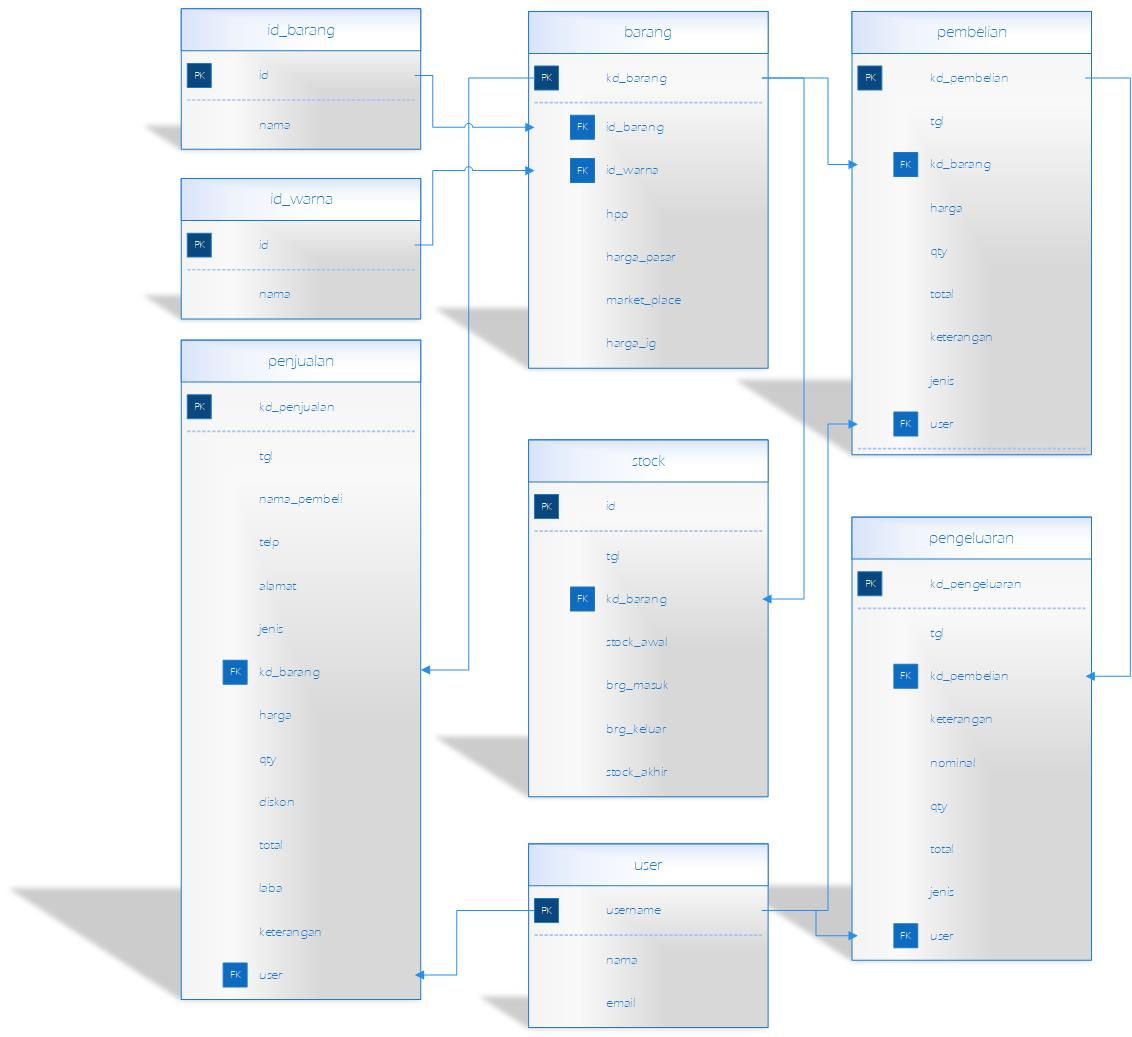 id_barang
PK id
nama
id_warna
PK id
nama
penjualan
PK kd_penjualan
tgl
nama_pembeli
telp
alamat
jenis
FK kd_barang
harga
qty
diskon
total
laba
keterangan
FK user
barang
PK kd_barang
FK id_barang
FK id_warna
hpp
harga_pasar
market_place
harga_ig
stock
PK id
tgl
FK kd_barang
stock_awal
brg_masuk
brg_keluar
stock_akhir
user
PK username
nama
email
pembelian
PK kd_pembelian
tgl
FK kd_barang
harga
qty
total
keterangan
jenis
FK user
pengeluaran
PK kd_pengeluaran
tgl
FK kd_pembelian
keterangan
nominal
qty
total
jenis
FK user